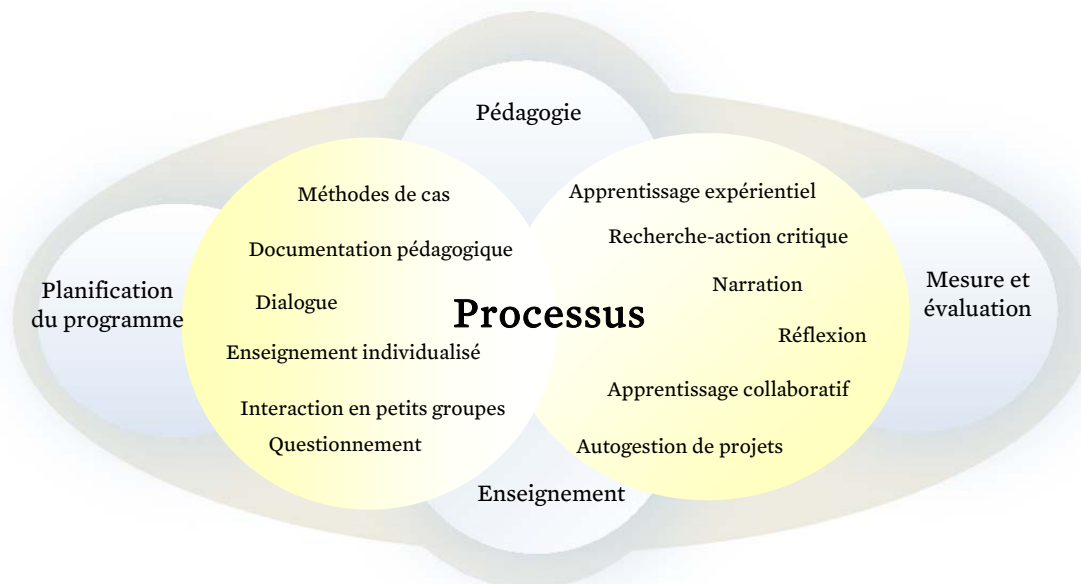 Pédagogie
Méthodes de cas
Documentation pédagogique
Dialogue
Enseignement individualisé
Interaction en petits groupes
Questionnement
Apprentissage expérientiel
Recherche-action critique
Narration
Réflexion
Apprentissage collaboratif
Autogestion de projets
Planification
du programme
Processus
Mesure et
évaluation
Enseignement